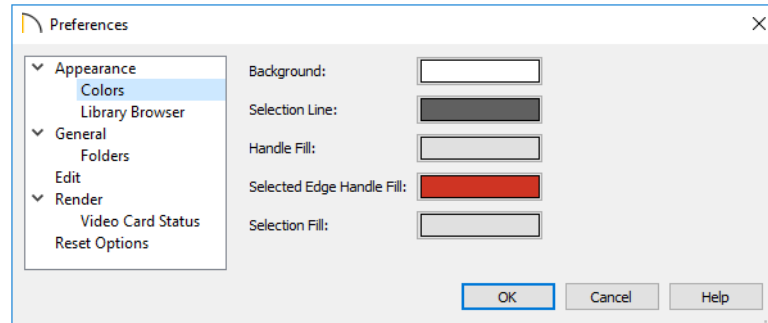 Preferences
Appearance
Colors
Library Browser
General
Folders
Edit
Render
Video Card Status
Reset Options
Background:
Selection Line:
Handle Fill:
Selected Edge Handle Fill:
Selection Fill:
OK Cancel Help